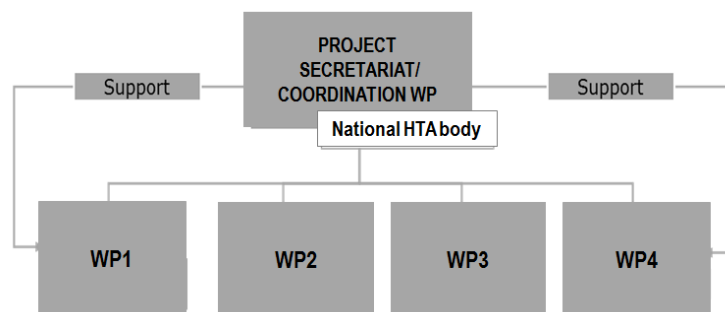 PROJECT
SECRETARIAT/
COORDINATION WP
Support
Support
National HTA body
WP1
WP2
WP3
WP4